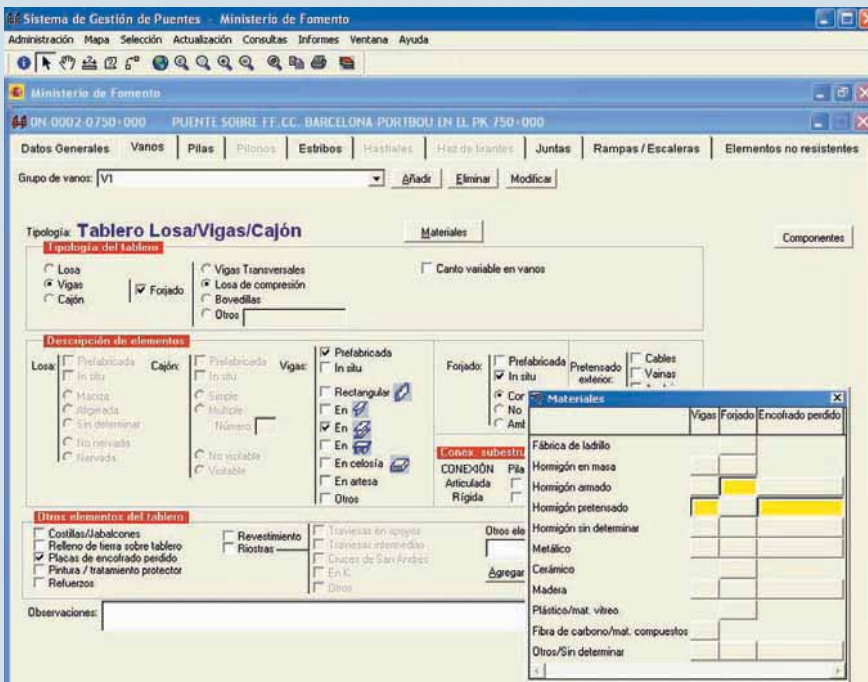 Sistema de Gestión de Puentes - Ministerio de Fomento
Administración Mapa Selección Actualización Consultas Informes Ventana Ayuda
Ministerio de Fomento
0N-0002-0750+000 PUENTE SOBRE FF.CC. BARCELONA-PORTBOU EN EL PK 750+000
Datos Generales Vanos Pilas Pilonos Estribos Hastiales Haz de tirantes Juntas Rampas / Escaleras Elementos no resistentes
Grupo de vanos: V1 Añadir Eliminar Modificar
Tipología: Tablero Losa/Vigas/Cajón Materiales Componentes
Tipología del tablero
Losa Vigas Transversales Canto variable en vanos
Vigas Forjado Losa de compresión
Cajón Bovedillas
Otros
Descripción de elementos
Losa: Prefabricada Cajón: Prefabricada Vigas: Prefabricada Forjado: Prefabricada Pretensado exterior: Cables
In situ In situ In situ In situ Vainas
Maciza Simple Rectangular
Aligerada Múltiple En No
Sin determinar Número: En
No nervada No visitable En
Nervada Visitable En celosía
En artesa
Otros
Conex. subestru
CONEXIÓN Pila
Articulada
Rígida
Materiales
Vigas Forjado Encofrado perdido
Fábrica de ladrillo
Hormigón en masa
Hormigón armado
Hormigón pretensado
Hormigón sin determinar
Metálico
Cerámico
Madera
Plástico/mat. vítreo
Fibra de carbono/mat. compuestos
Otros/Sin determinar
Otros elementos del tablero
Costillas/Jabalcones Revestimiento Traviesas en apoyos Otros ele
Relleno de tierra sobre tablero Riostras Traviesas intermedias
Placas de encofrado perdido Cruces de San Andrés
Pintura / tratamiento protector En K Agregar
Refuerzos Otros
Observaciones: